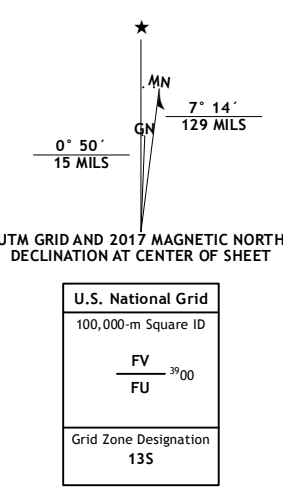 ★
MN
7° 14´
129 MILS
GN
0° 50´
15 MILS
UTM GRID AND 2017 MAGNETIC NORTH
DECLINATION AT CENTER OF SHEET
U.S. National Grid
100,000-m Square ID
FV
3900
FU
Grid Zone Designation
13S